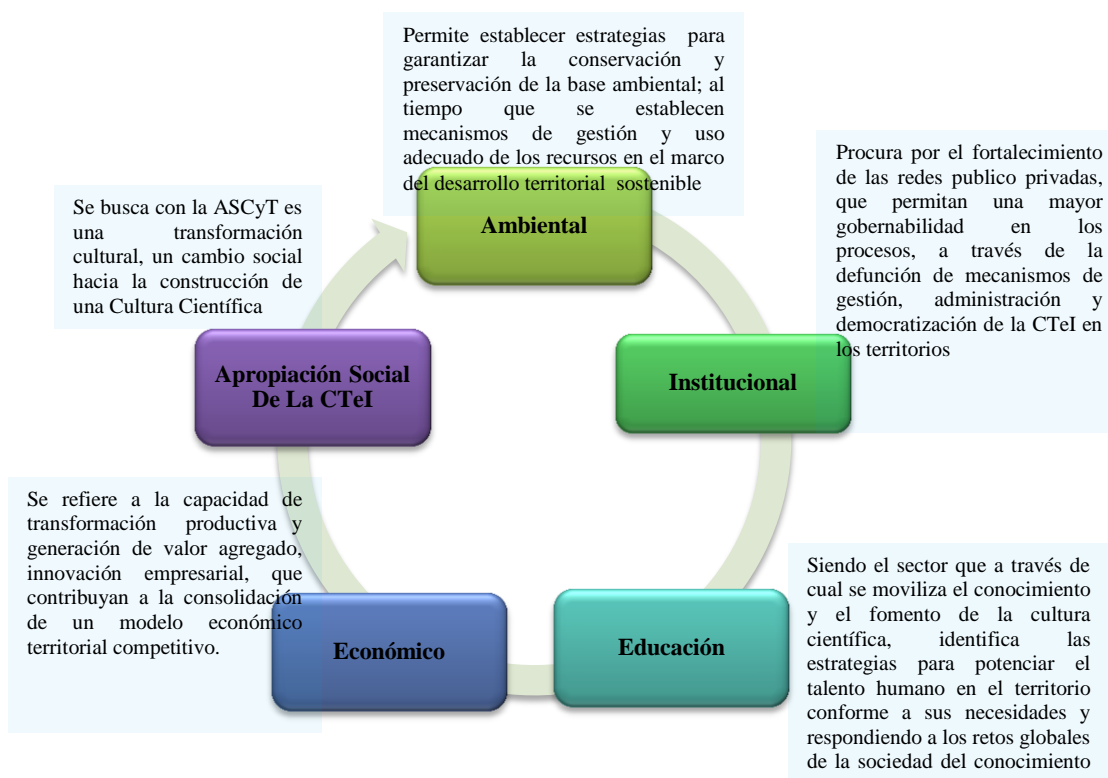 Permite establecer estrategias para
garantizar la conservación y
preservación de la base ambiental; al
tiempo que se establecen
mecanismos de gestión y uso
adecuado de los recursos en el marco
del desarrollo territorial sostenible
Ambiental
Procura por el fortalecimiento
de las redes publico privadas,
que permitan una mayor
gobernabilidad en los
procesos, a través de la
defunción de mecanismos de
gestión, administración y
democratización de la CTeI en
los territorios
Institucional
Siendo el sector que a través de
cual se moviliza el conocimiento
y el fomento de la cultura
científica, identifica las
estrategias para potenciar el
talento humano en el territorio
conforme a sus necesidades y
respondiendo a los retos globales
de la sociedad del conocimiento
Educación
Se refiere a la capacidad de
transformación productiva y
generación de valor agregado,
innovación empresarial, que
contribuyan a la consolidación
de un modelo económico
territorial competitivo.
Económico
Se busca con la ASCyT es
una transformación
cultural, un cambio social
hacia la construcción de
una Cultura Científica
Apropiación Social
De La CTeI